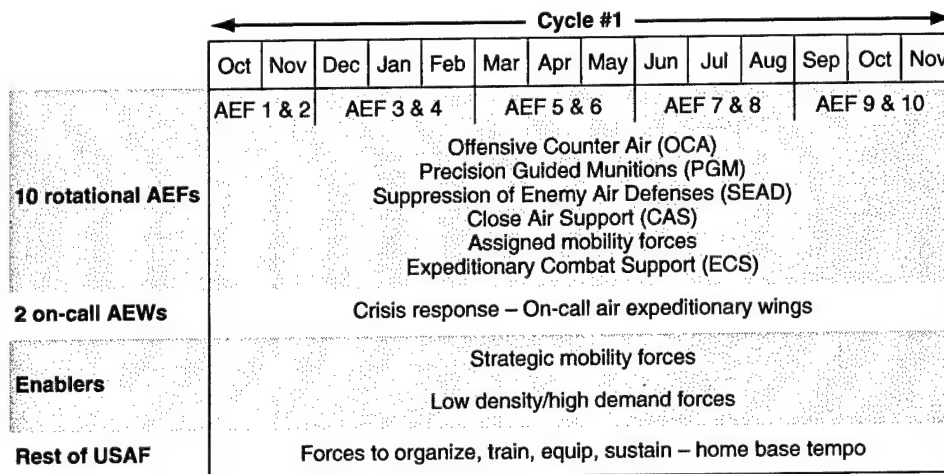 Cycle #1
Oct Nov Dec Jan Feb Mar Apr May Jun Jul Aug Sep Oct Nov
AEF 1 & 2 AEF 3 & 4 AEF 5 & 6 AEF 7 & 8 AEF 9 & 10
10 rotational AEFs
Offensive Counter Air (OCA)
Precision Guided Munitions (PGM)
Suppression of Enemy Air Defenses (SEAD)
Close Air Support (CAS)
Assigned mobility forces
Expeditionary Combat Support (ECS)
2 on-call AEWs Crisis response – On-call air expeditionary wings
Enablers
Strategic mobility forces
Low density/high demand forces
Rest of USAF Forces to organize, train, equip, sustain – home base tempo